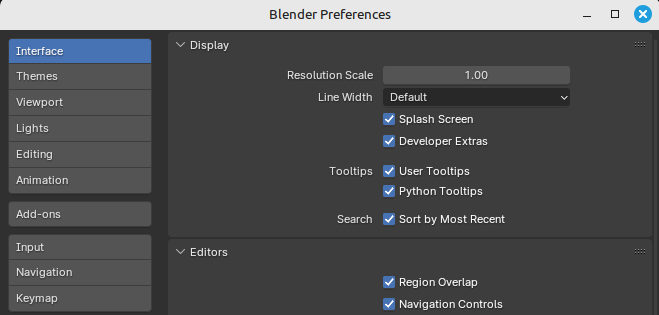 Blender Preferences
Interface
Themes
Viewport
Lights
Editing
Animation
Add-ons
Input
Navigation
Keymap
Display
Resolution Scale 1.00
Line Width Default
Splash Screen
Developer Extras
Tooltips User Tooltips
Python Tooltips
Search Sort by Most Recent
Editors
Region Overlap
Navigation Controls